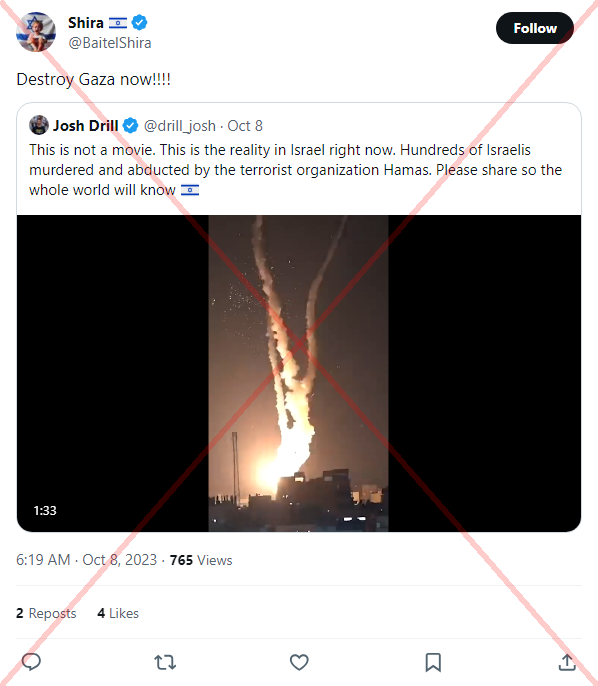 Shira 🇮🇱
Follow
@BaitelShira
Destroy Gaza now!!!!
Josh Drill @drill_josh · Oct 8
This is not a movie. This is the reality in Israel right now. Hundreds of Israelis
murdered and abducted by the terrorist organization Hamas. Please share so the
whole world will know 🇮🇱
1:33
6:19 AM · Oct 8, 2023 · 765 Views
2 Reposts 4 Likes